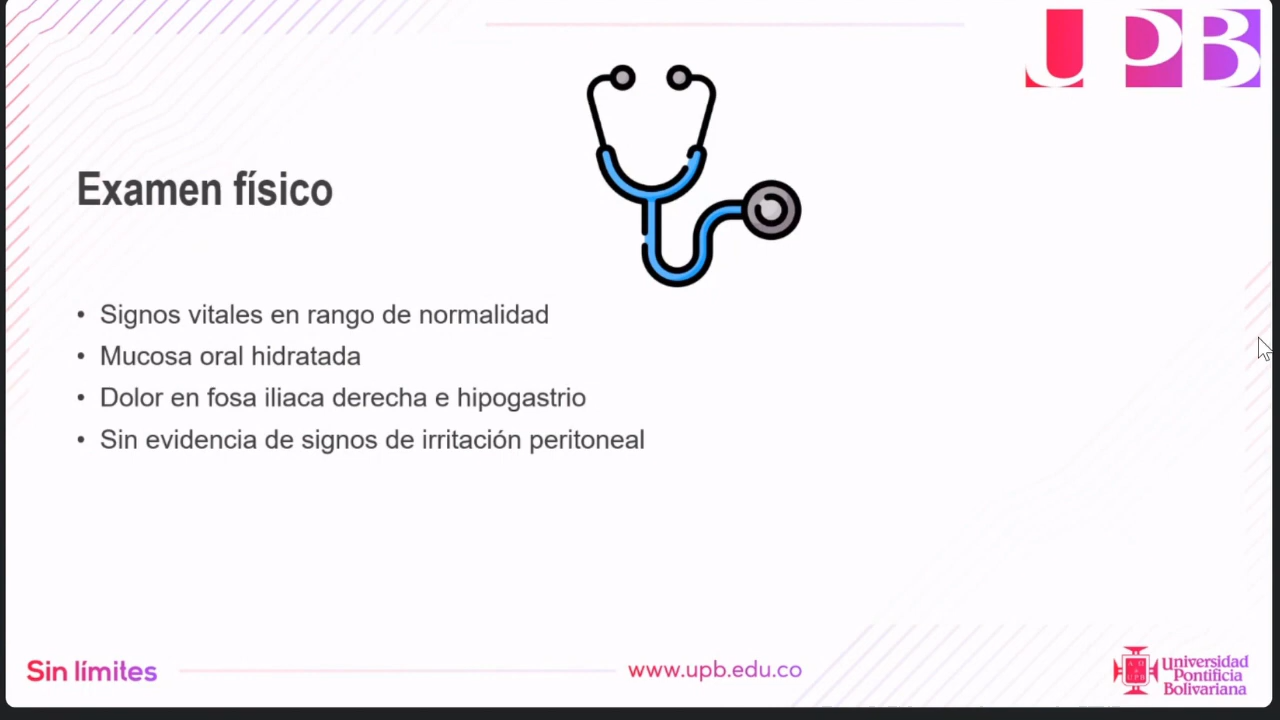 UPB
Examen físico
• Signos vitales en rango de normalidad
• Mucosa oral hidratada
• Dolor en fosa iliaca derecha e hipogastrio
• Sin evidencia de signos de irritación peritoneal
Sin límites
www.upb.edu.co
Universidad
Pontificia
Bolivariana